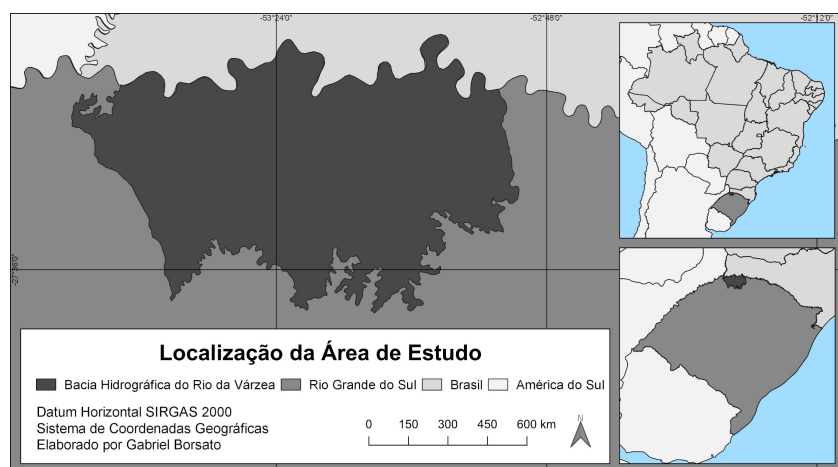 -53°24'0"
-52°48'0"
-52°12'0"
-27°36'0"
Localização da Área de Estudo
Bacia Hidrográfica do Rio da Várzea Rio Grande do Sul Brasil América do Sul
Datum Horizontal SIRGAS 2000
Sistema de Coordenadas Geográficas
Elaborado por Gabriel Borsato
0 150 300 450 600 km
N